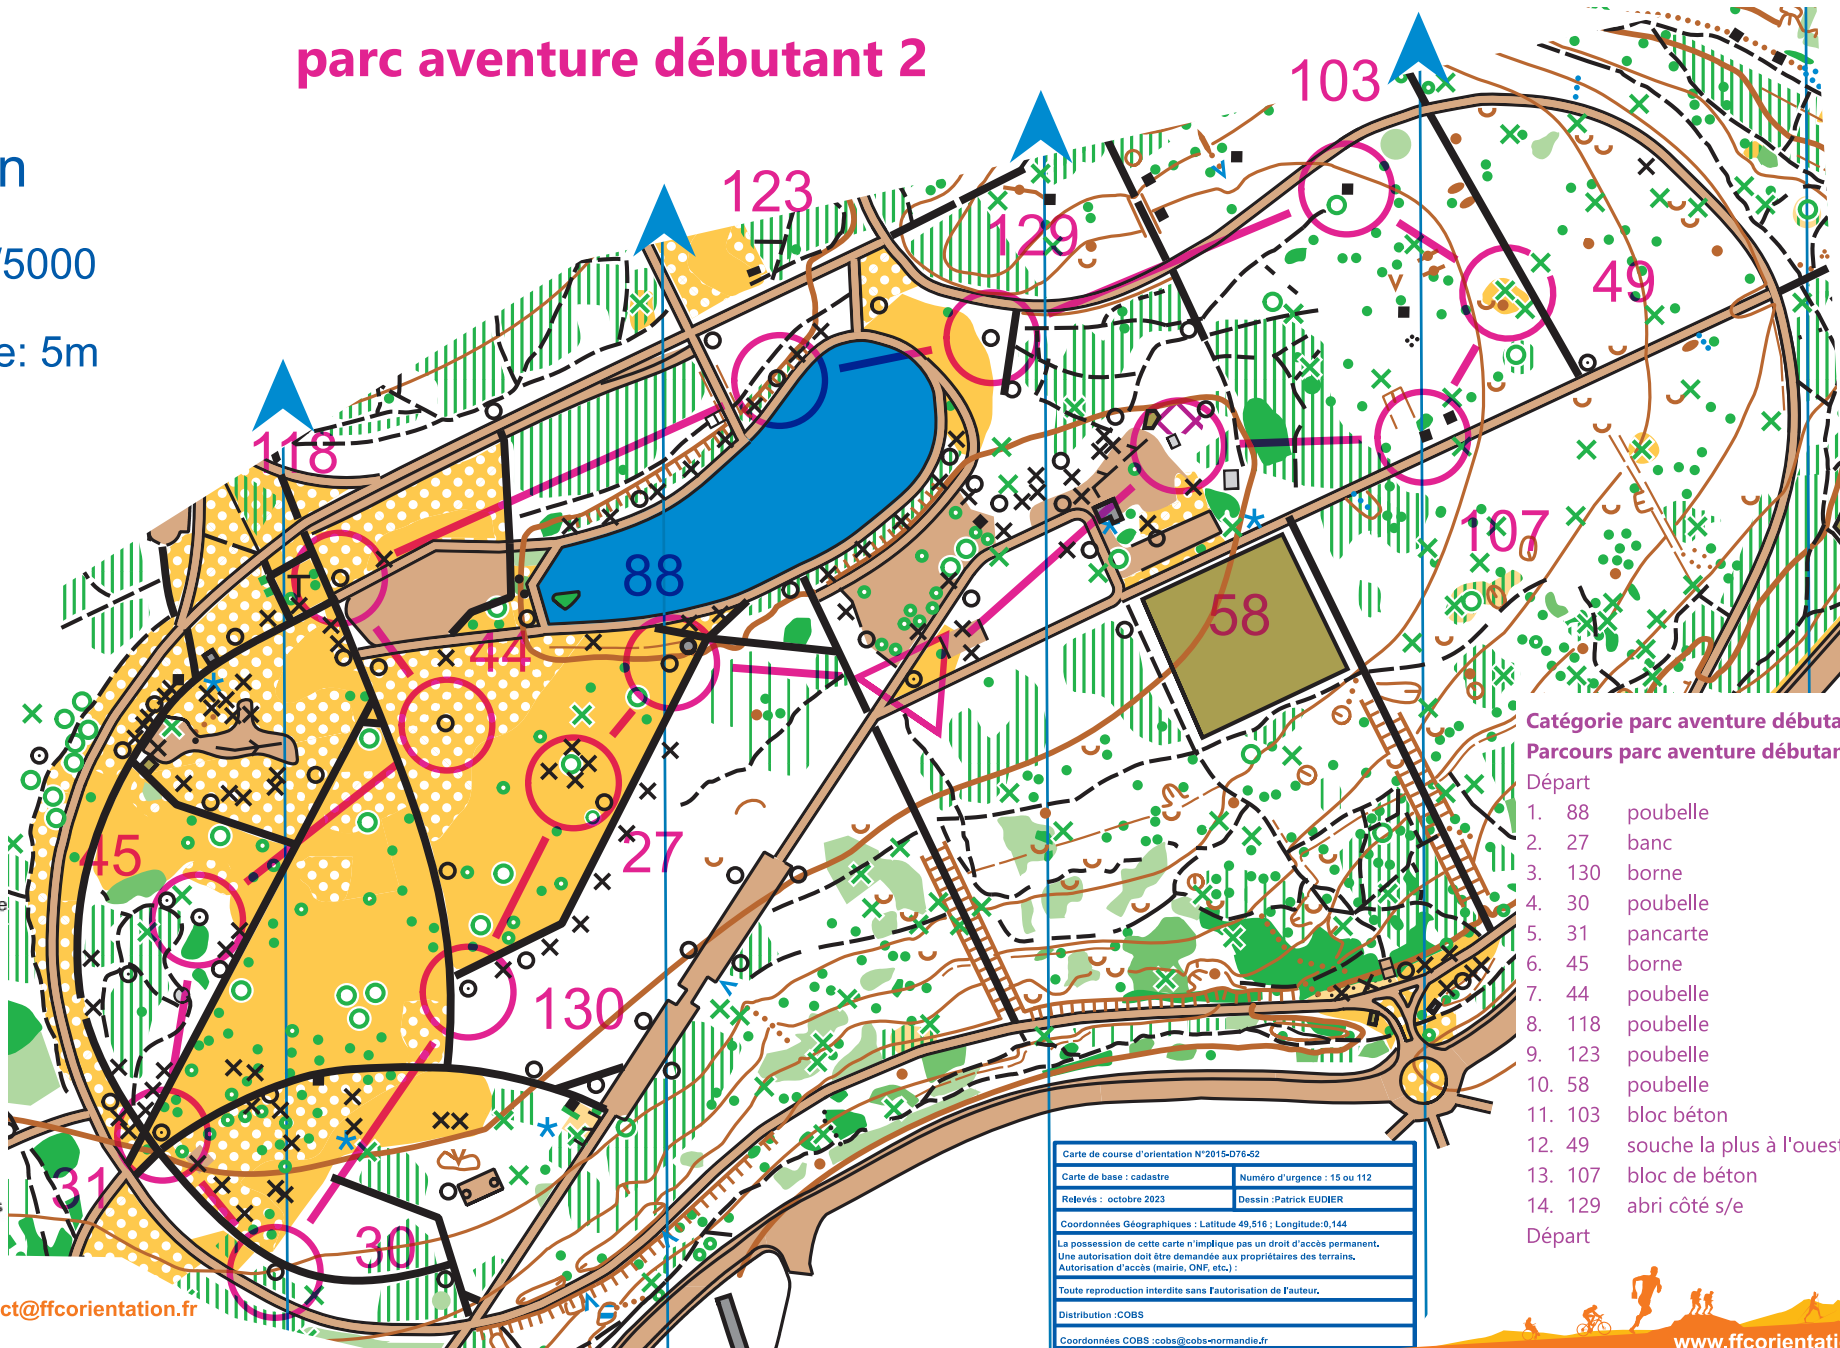 parc aventure débutant 2
n
/5000
e: 5m
103
123
129
49
118
107
88
58
44
45
27
130
31
30
e
s
Catégorie parc aventure débuta
Parcours parc aventure débutan
Départ
1. 88 poubelle
2. 27 banc
3. 130 borne
4. 30 poubelle
5. 31 pancarte
6. 45 borne
7. 44 poubelle
8. 118 poubelle
9. 123 poubelle
10. 58 poubelle
11. 103 bloc béton
12. 49 souche la plus à l'ouest
13. 107 bloc de béton
14. 129 abri côté s/e
Départ
Carte de course d'orientation N°2015-D76-52
Carte de base : cadastre Numéro d'urgence : 15 ou 112
Relevés : octobre 2023 Dessin :Patrick EUDIER
Coordonnées Géographiques : Latitude 49,516 ; Longitude:0,144
La possession de cette carte n'implique pas un droit d'accès permanent.
Une autorisation doit être demandée aux propriétaires des terrains.
Autorisation d'accès (mairie, ONF, etc.) :
Toute reproduction interdite sans l'autorisation de l'auteur.
Distribution :COBS
Coordonnées COBS :cobs@cobs-normandie.fr
ct@ffcorientation.fr
www.ffcorientati